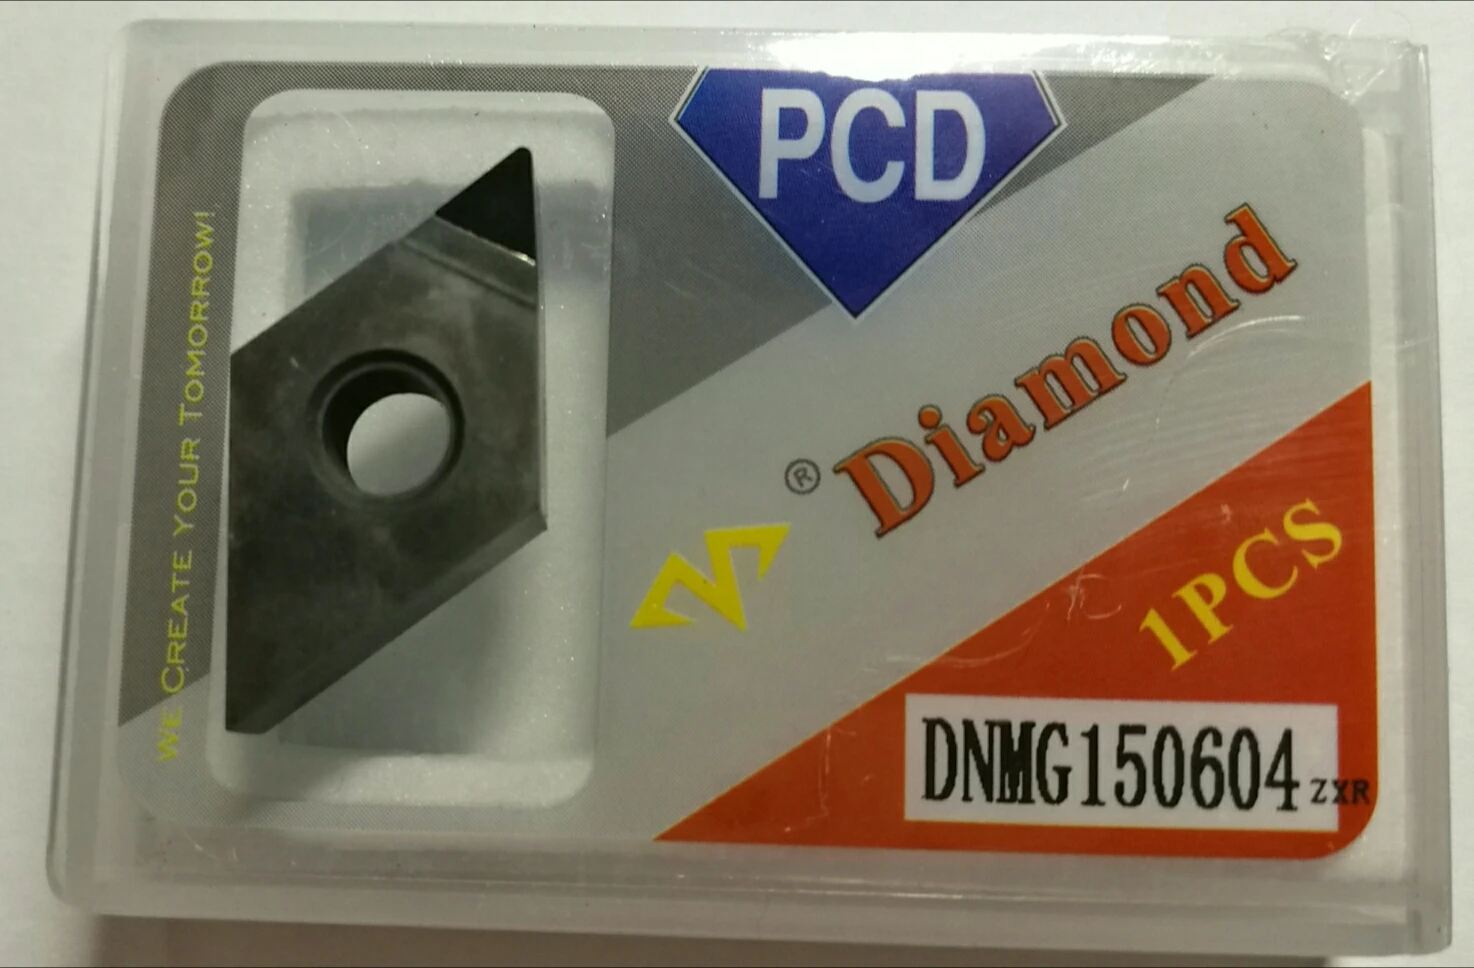 PCD
WE CREATE YOUR TOMORROW!
® Diamond
1PCS
DNMG150604 ZXR